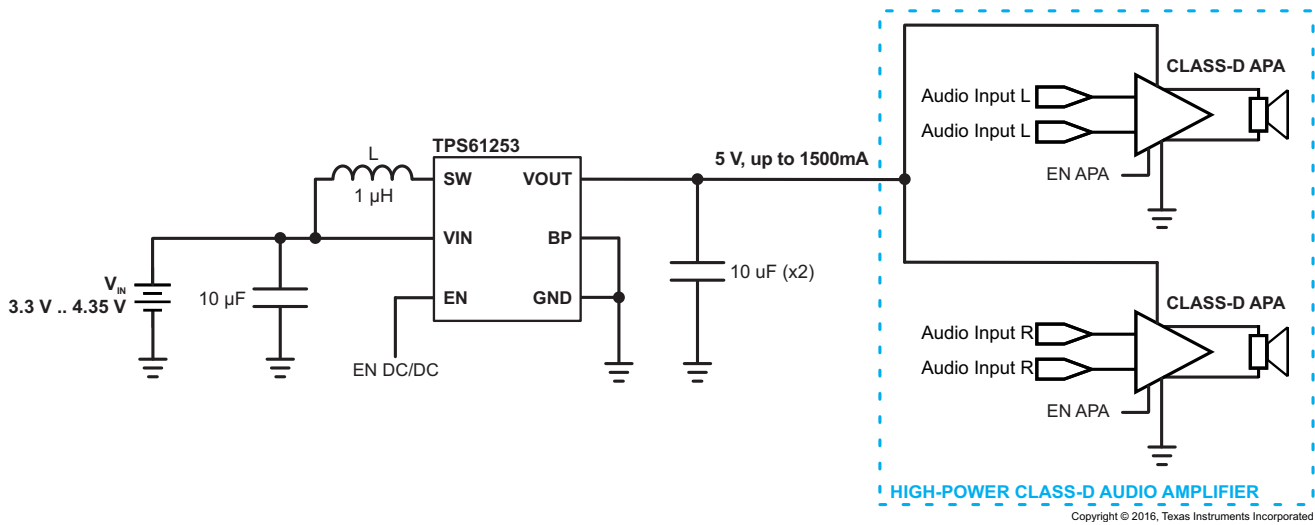 TPS61253
L
1 µH
SW
VOUT
VIN
BP
EN
GND
V_IN
3.3 V .. 4.35 V
10 µF
EN DC/DC
5 V, up to 1500mA
10 uF (x2)
CLASS-D APA
Audio Input L
Audio Input L
EN APA
CLASS-D APA
Audio Input R
Audio Input R
EN APA
HIGH-POWER CLASS-D AUDIO AMPLIFIER
Copyright © 2016, Texas Instruments Incorporated